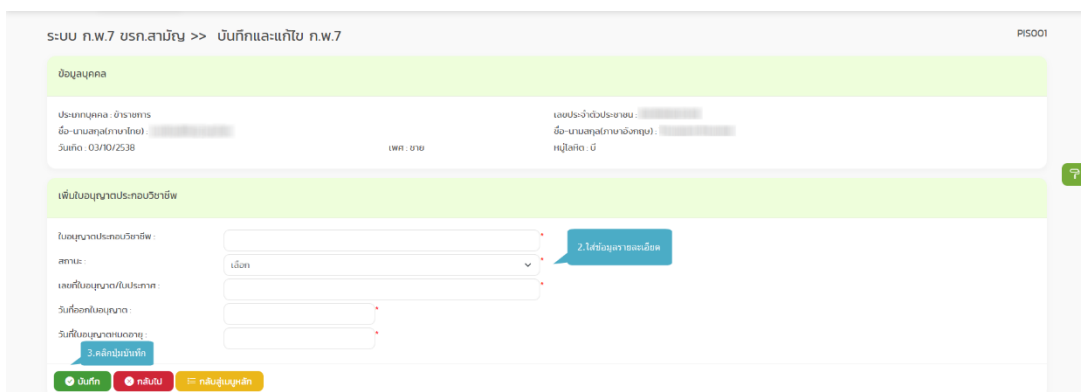 ระบบ ก.พ.7 ขรก.สามัญ >> บันทึกและแก้ไข ก.พ.7
PIS001
ข้อมูลบุคคล
ประเภทบุคคล : ข้าราชการ
เลขประจำตัวประชาชน :
ชื่อ-นามสกุล(ภาษาไทย) :
ชื่อ-นามสกุล(ภาษาอังกฤษ) :
วันเกิด : 03/10/2538
เพศ : ชาย
หมู่โลหิต : บี
เพิ่มใบอนุญาตประกอบวิชาชีพ
ใบอนุญาตประกอบวิชาชีพ :
*
2.ใส่ข้อมูลรายละเอียด
สถานะ :
เลือก
*
เลขที่ใบอนุญาต/ใบประกาศ :
*
วันที่ออกใบอนุญาต :
*
วันที่ใบอนุญาตหมดอายุ :
*
3.คลิกปุ่มบันทึก
บันทึก
กลับไป
กลับสู่เมนูหลัก